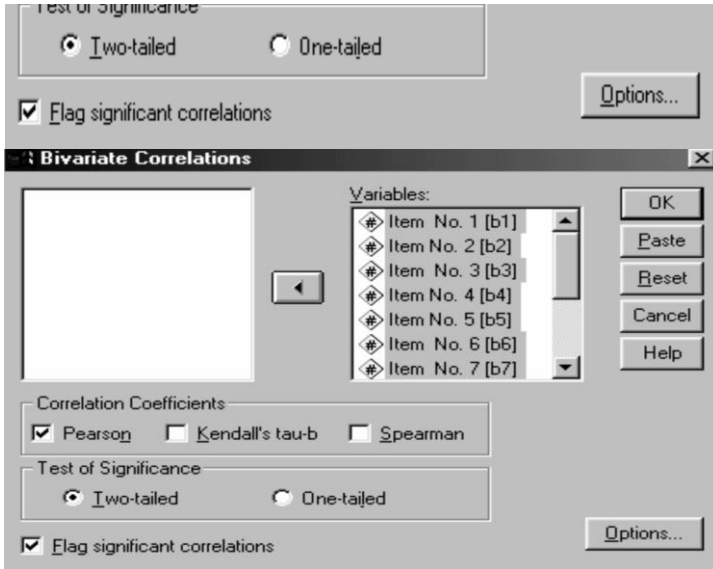 Test of Significance
Two-tailed One-tailed
Options...
Flag significant correlations
Bivariate Correlations
Variables:
Item No. 1 [b1]
Item No. 2 [b2]
Item No. 3 [b3]
Item No. 4 [b4]
Item No. 5 [b5]
Item No. 6 [b6]
Item No. 7 [b7]
OK
Paste
Reset
Cancel
Help
Correlation Coefficients
Pearson Kendall's tau-b Spearman
Test of Significance
Two-tailed One-tailed
Flag significant correlations
Options...